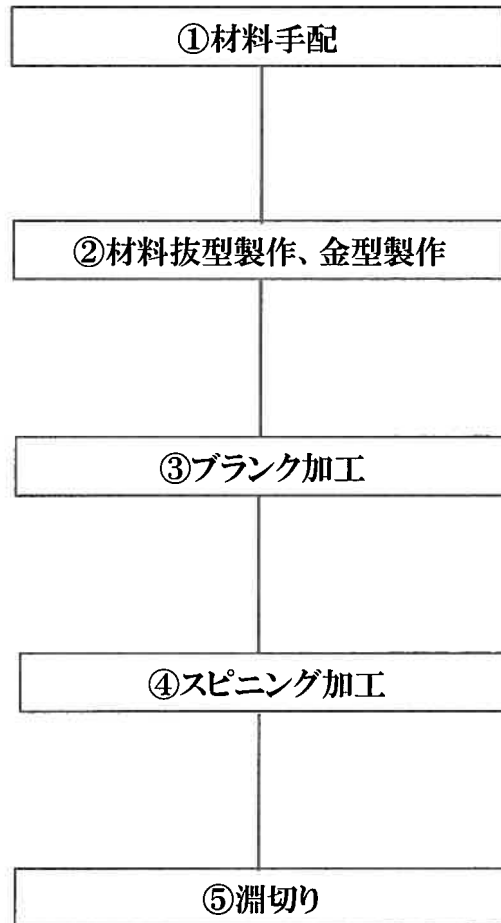 ①材料手配
②材料抜型製作、金型製作
③ブランク加工
④スピニング加工
⑤淵切り